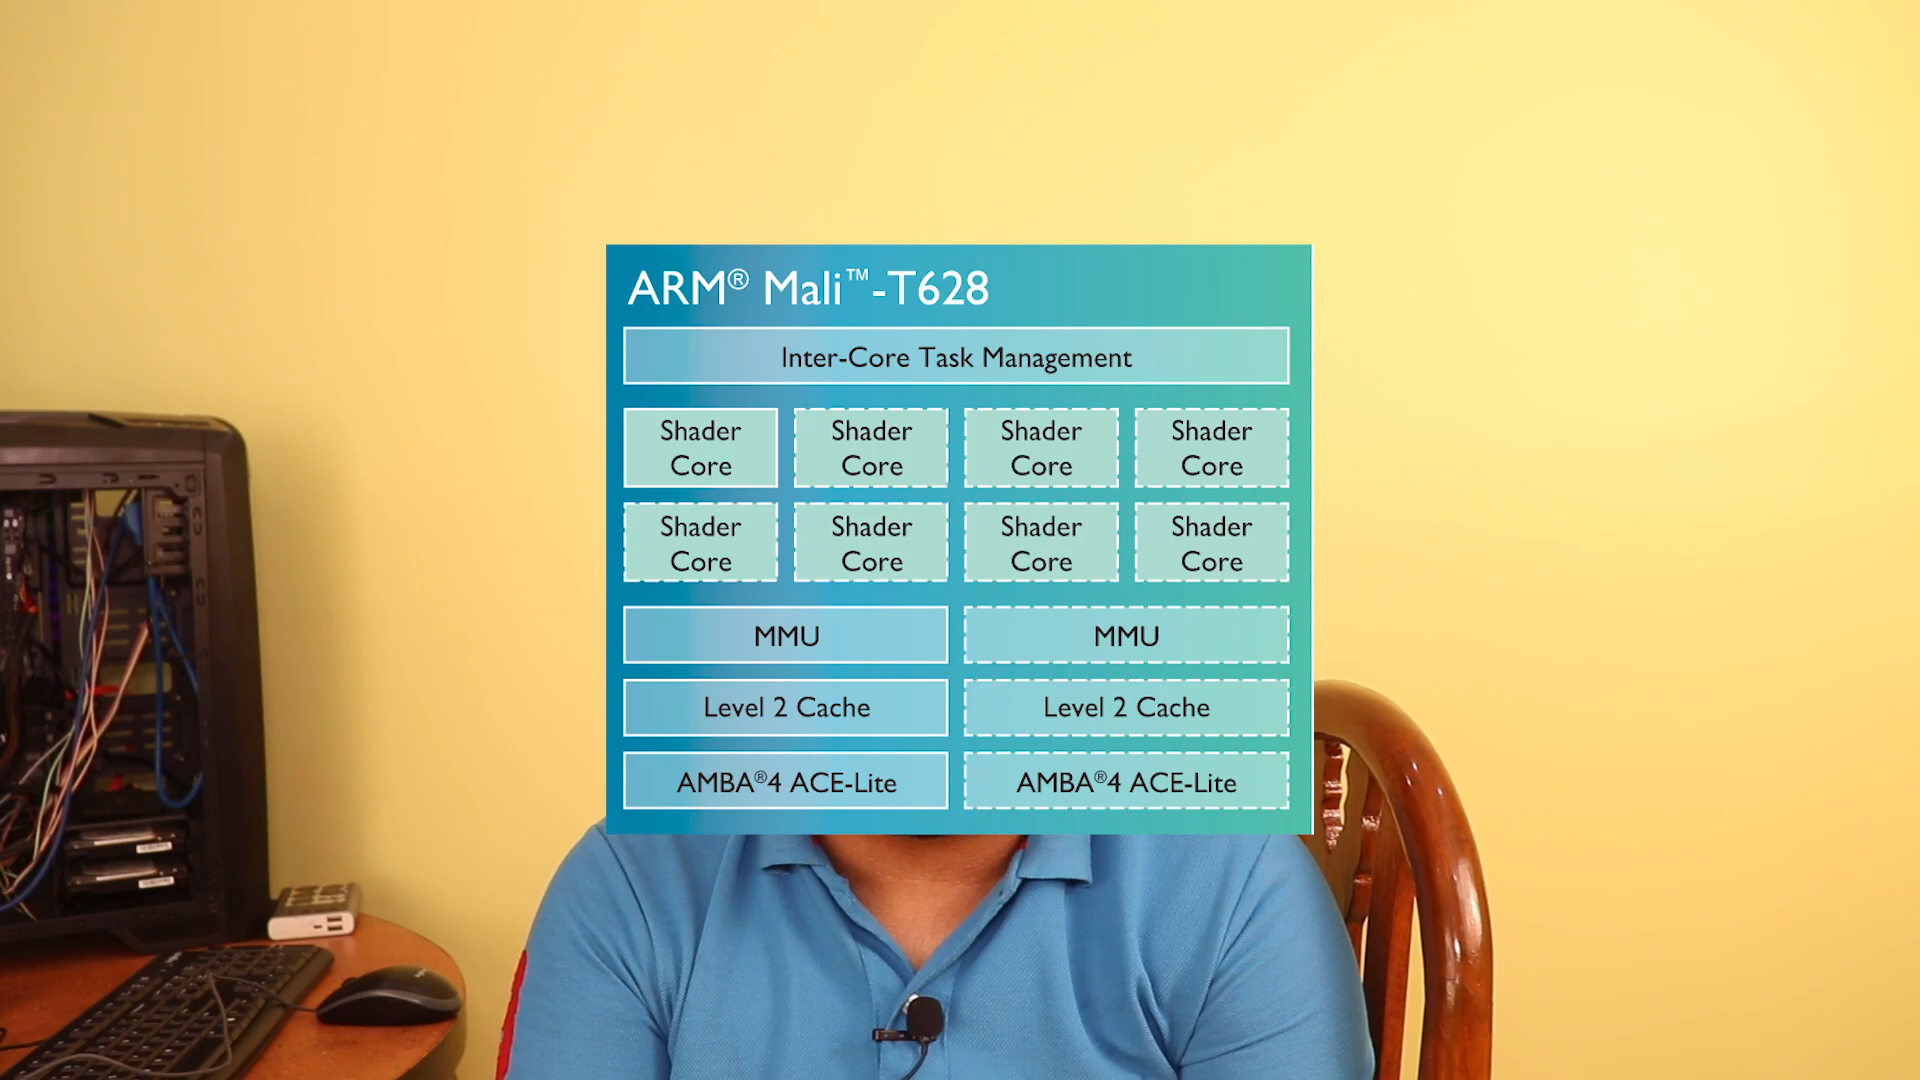 ARM® Mali™-T628
Inter-Core Task Management
Shader Core
Shader Core
Shader Core
Shader Core
Shader Core
Shader Core
Shader Core
Shader Core
MMU
MMU
Level 2 Cache
Level 2 Cache
AMBA®4 ACE-Lite
AMBA®4 ACE-Lite